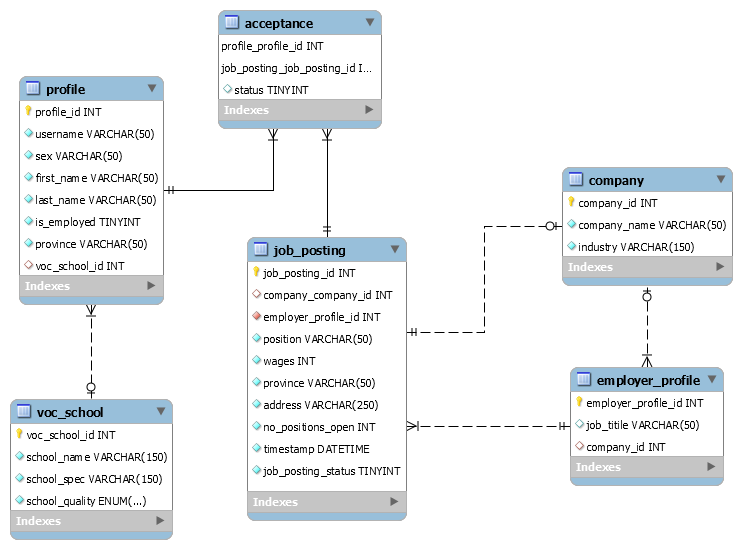 acceptance
profile_profile_id INT
job_posting_job_posting_id I...
status TINYINT
Indexes
profile
profile_id INT
username VARCHAR(50)
sex VARCHAR(50)
first_name VARCHAR(50)
last_name VARCHAR(50)
is_employed TINYINT
province VARCHAR(50)
voc_school_id INT
Indexes
company
company_id INT
company_name VARCHAR(50)
industry VARCHAR(150)
Indexes
job_posting
job_posting_id INT
company_company_id INT
employer_profile_id INT
position VARCHAR(50)
wages INT
province VARCHAR(50)
address VARCHAR(250)
no_positions_open INT
timestamp DATETIME
job_posting_status TINYINT
Indexes
employer_profile
employer_profile_id INT
job_titile VARCHAR(50)
company_id INT
Indexes
voc_school
voc_school_id INT
school_name VARCHAR(150)
school_spec VARCHAR(150)
school_quality ENUM(...)
Indexes